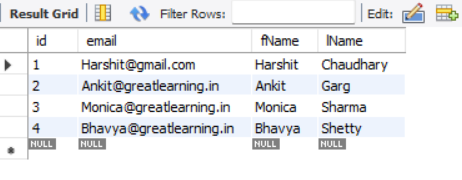 Result Grid Filter Rows: Edit:
id email fName lName
1 Harshit@gmail.com Harshit Chaudhary
2 Ankit@greatlearning.in Ankit Garg
3 Monica@greatlearning.in Monica Sharma
4 Bhavya@greatlearning.in Bhavya Shetty
NULL NULL NULL NULL